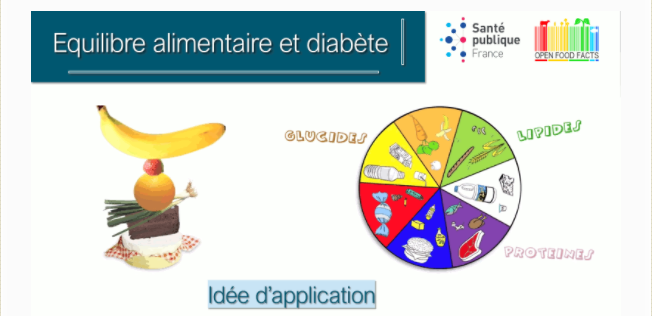 Equilibre alimentaire et diabète
Santé
publique
France
OPEN FOOD FACTS
GLUCIDES
LIPIDES
PROTEINES
Idée d'application